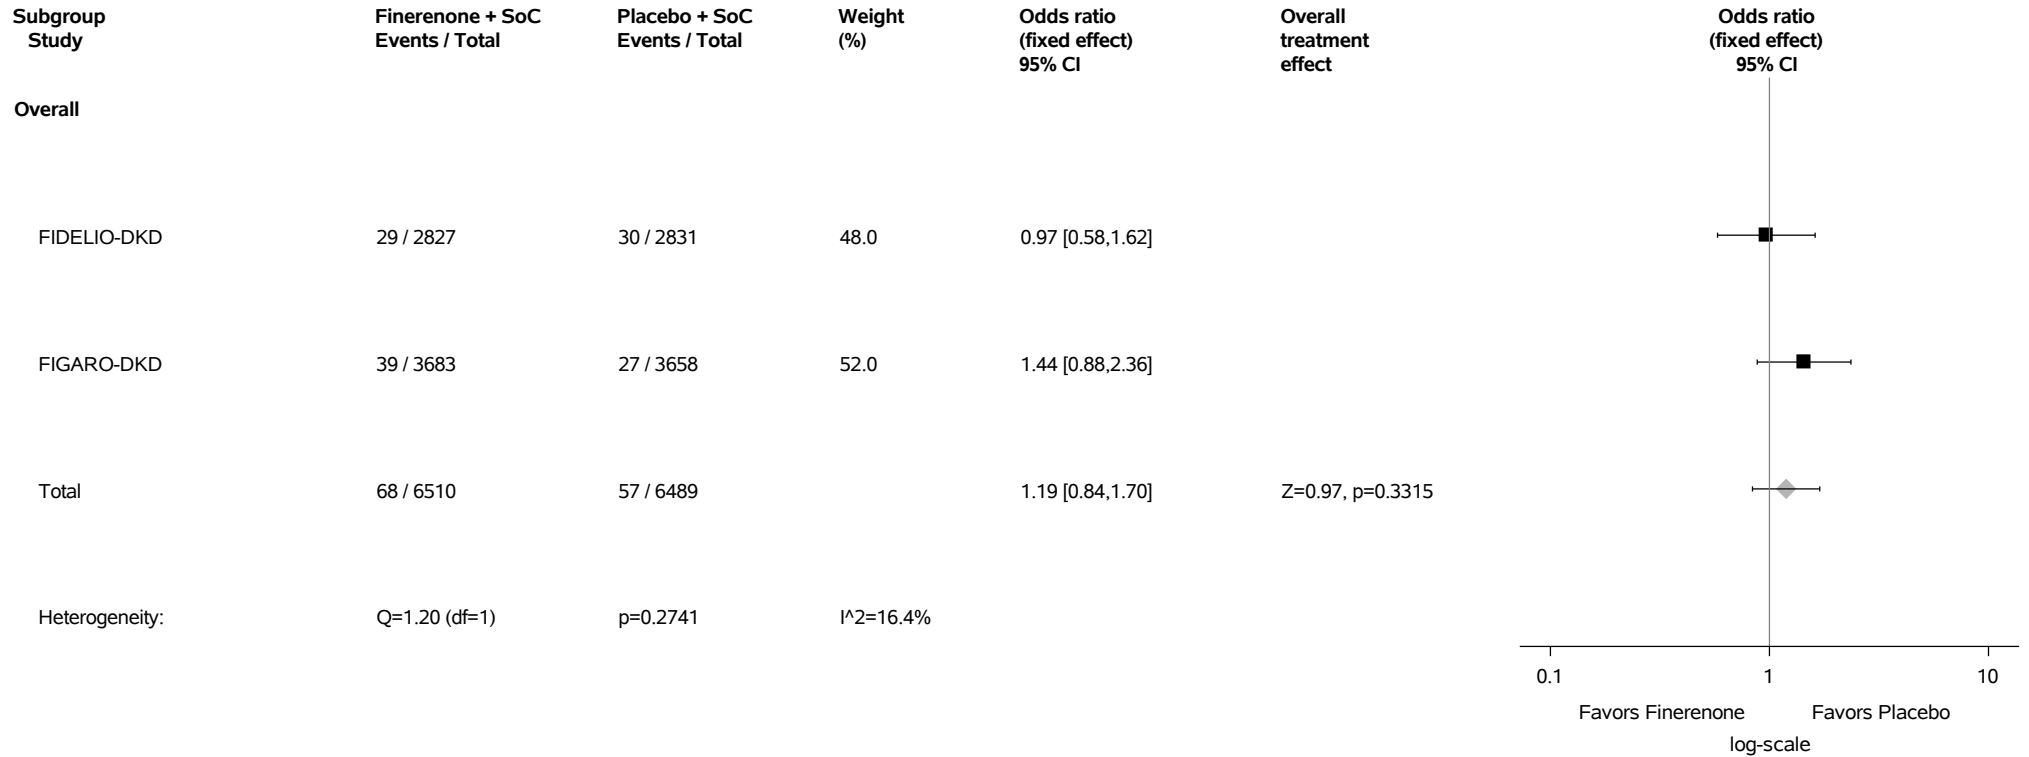 Subgroup Finerenone + SoC Placebo + SoC Weight Odds ratio Overall Odds ratio
Study Events / Total Events / Total (%) (fixed effect) treatment (fixed effect)
95% CI effect 95% CI
Overall
FIDELIO-DKD 29 / 2827 30 / 2831 48.0 0.97 [0.58,1.62]
FIGARO-DKD 39 / 3683 27 / 3658 52.0 1.44 [0.88,2.36]
Total 68 / 6510 57 / 6489 1.19 [0.84,1.70] Z=0.97, p=0.3315
Heterogeneity: Q=1.20 (df=1) p=0.2741 I^2=16.4%
0.1 1 10
Favors Finerenone Favors Placebo
log-scale